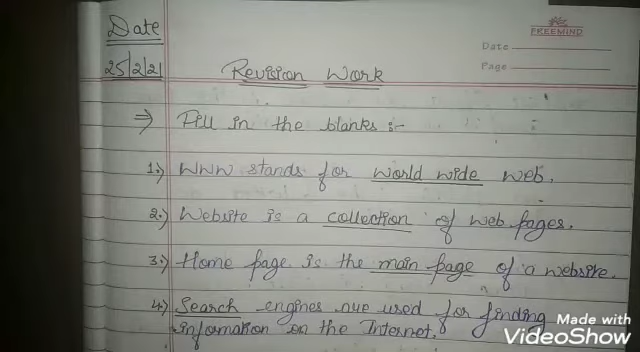 Date
25/2/21
FREEMIND
Date
Page
Revision Work
⇒ Fill in the blanks :-
1.) WWW stands for world wide web.
2.) Website is a collection of web pages.
3.) Home page is the main page of a website.
4.) Search engines are used for finding
information on the Internet.
Made with
VideoShow